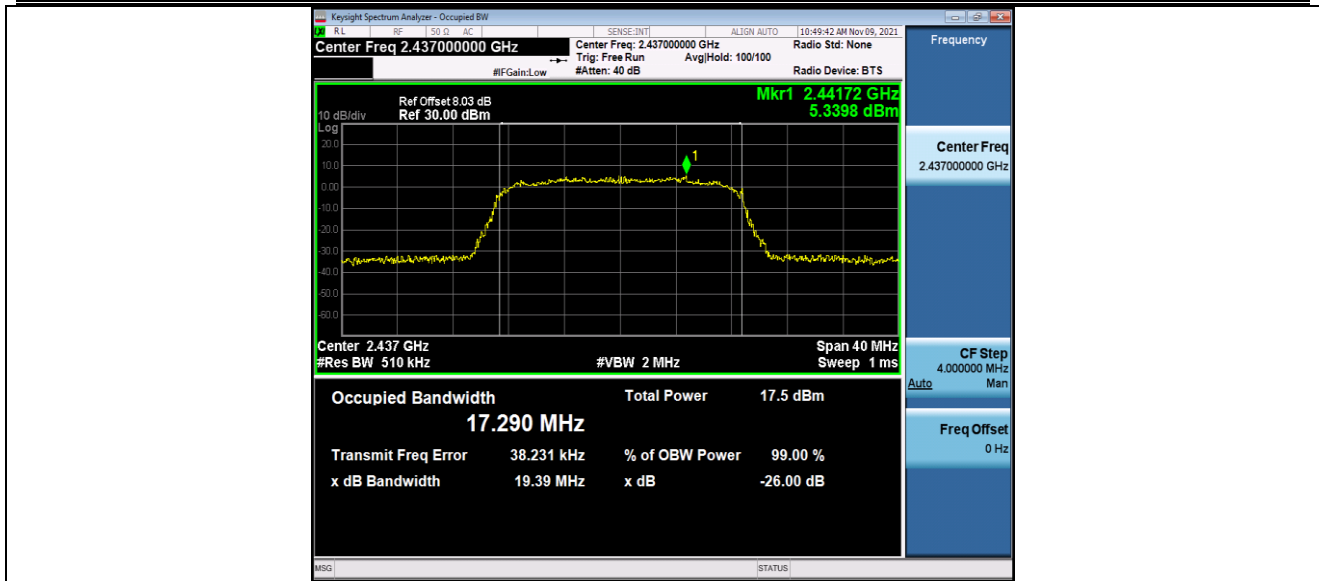 Keysight Spectrum Analyzer - Occupied BW
RL RF 50 Ω AC SENSE:INT ALIGN AUTO 10:49:42 AM Nov 09, 2021
Center Freq 2.437000000 GHz
Center Freq: 2.437000000 GHz
Radio Std: None
Trig: Free Run Avg|Hold: 100/100
#IFGain:Low #Atten: 40 dB Radio Device: BTS
Frequency
Mkr1 2.44172 GHz
5.3398 dBm
Ref Offset 8.03 dB
10 dB/div Ref 30.00 dBm
Log
20.0
10.0
0.00
-10.0
-20.0
-30.0
-40.0
-50.0
-60.0
1
Center 2.437 GHz Span 40 MHz
#Res BW 510 kHz #VBW 2 MHz Sweep 1 ms
Center Freq
2.437000000 GHz
CF Step
4.000000 MHz
Auto Man
Freq Offset
0 Hz
Occupied Bandwidth Total Power 17.5 dBm
17.290 MHz
Transmit Freq Error 38.231 kHz % of OBW Power 99.00 %
x dB Bandwidth 19.39 MHz x dB -26.00 dB
MSG STATUS